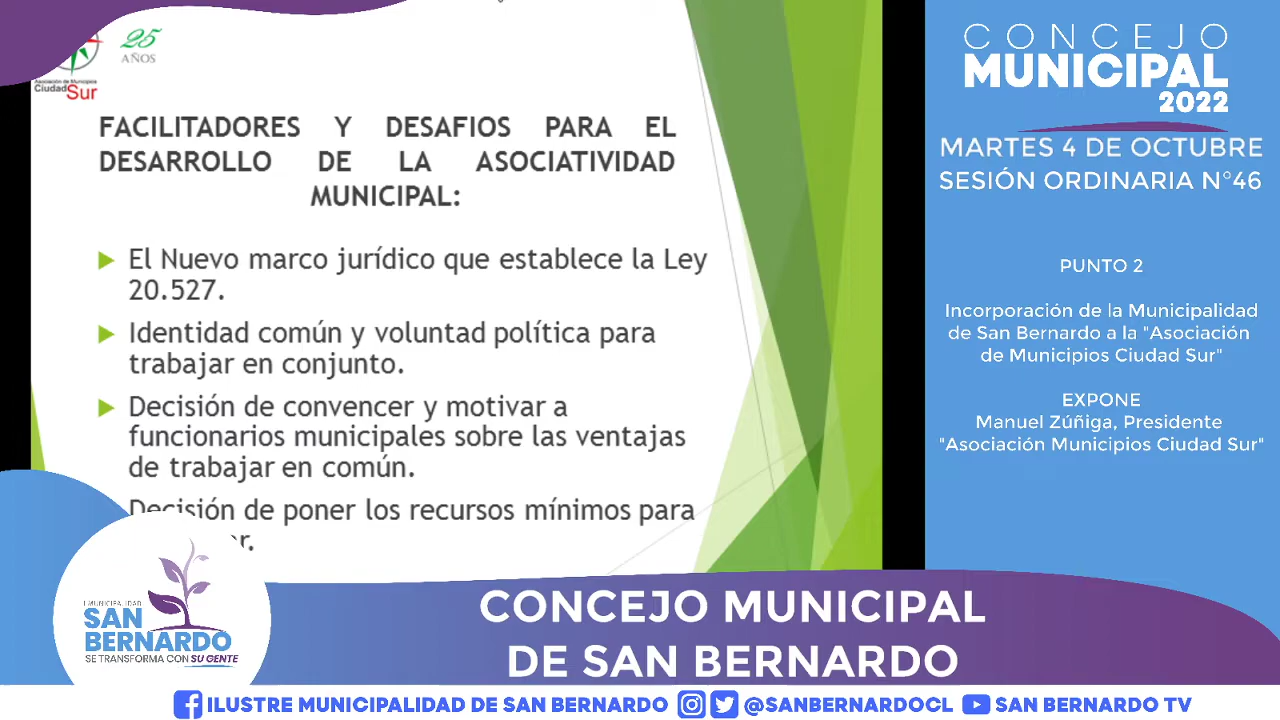 25
AÑOS
Asociación de Municipios
Ciudad Sur
FACILITADORES Y DESAFIOS PARA EL
DESARROLLO DE LA ASOCIATIVIDAD
MUNICIPAL:
El Nuevo marco jurídico que establece la Ley
20.527.
Identidad común y voluntad política para
trabajar en conjunto.
Decisión de convencer y motivar a
funcionarios municipales sobre las ventajas
de trabajar en común.
Decisión de poner los recursos mínimos para
CONCEJO
MUNICIPAL
2022
MARTES 4 DE OCTUBRE
SESIÓN ORDINARIA N°46
PUNTO 2
Incorporación de la Municipalidad
de San Bernardo a la "Asociación
de Municipios Ciudad Sur"
EXPONE
Manuel Zúñiga, Presidente
"Asociación Municipios Ciudad Sur"
I. MUNICIPALIDAD
SAN
BERNARDO
SE TRANSFORMA CON SU GENTE
CONCEJO MUNICIPAL
DE SAN BERNARDO
ILUSTRE MUNICIPALIDAD DE SAN BERNARDO @SANBERNARDOCL SAN BERNARDO TV